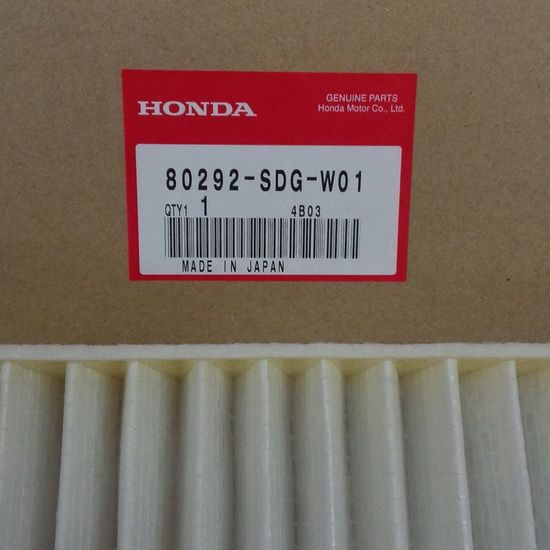 HONDA
GENUINE PARTS
Honda Motor Co., Ltd.
80292-SDG-W01
QTY1 1 4B03
MADE IN JAPAN